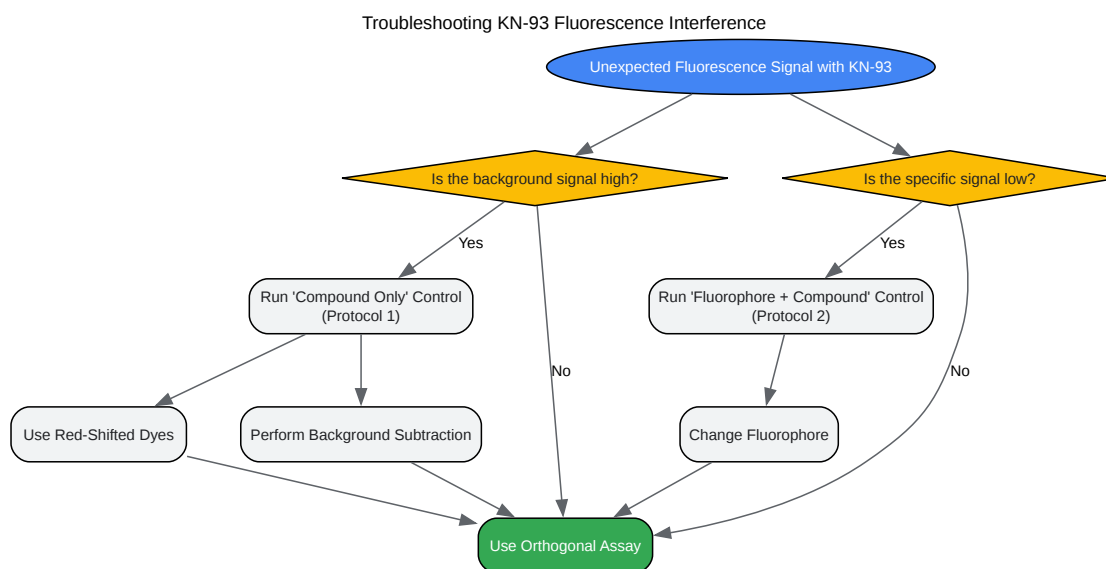 Troubleshooting KN-93 Fluorescence Interference
Unexpected Fluorescence Signal with KN-93
Is the background signal high?
Is the specific signal low?
Yes
Yes
Run 'Compound Only' Control
(Protocol 1)
Run 'Fluorophore + Compound' Control
(Protocol 2)
No
No
Use Red-Shifted Dyes
Perform Background Subtraction
Change Fluorophore
Use Orthogonal Assay